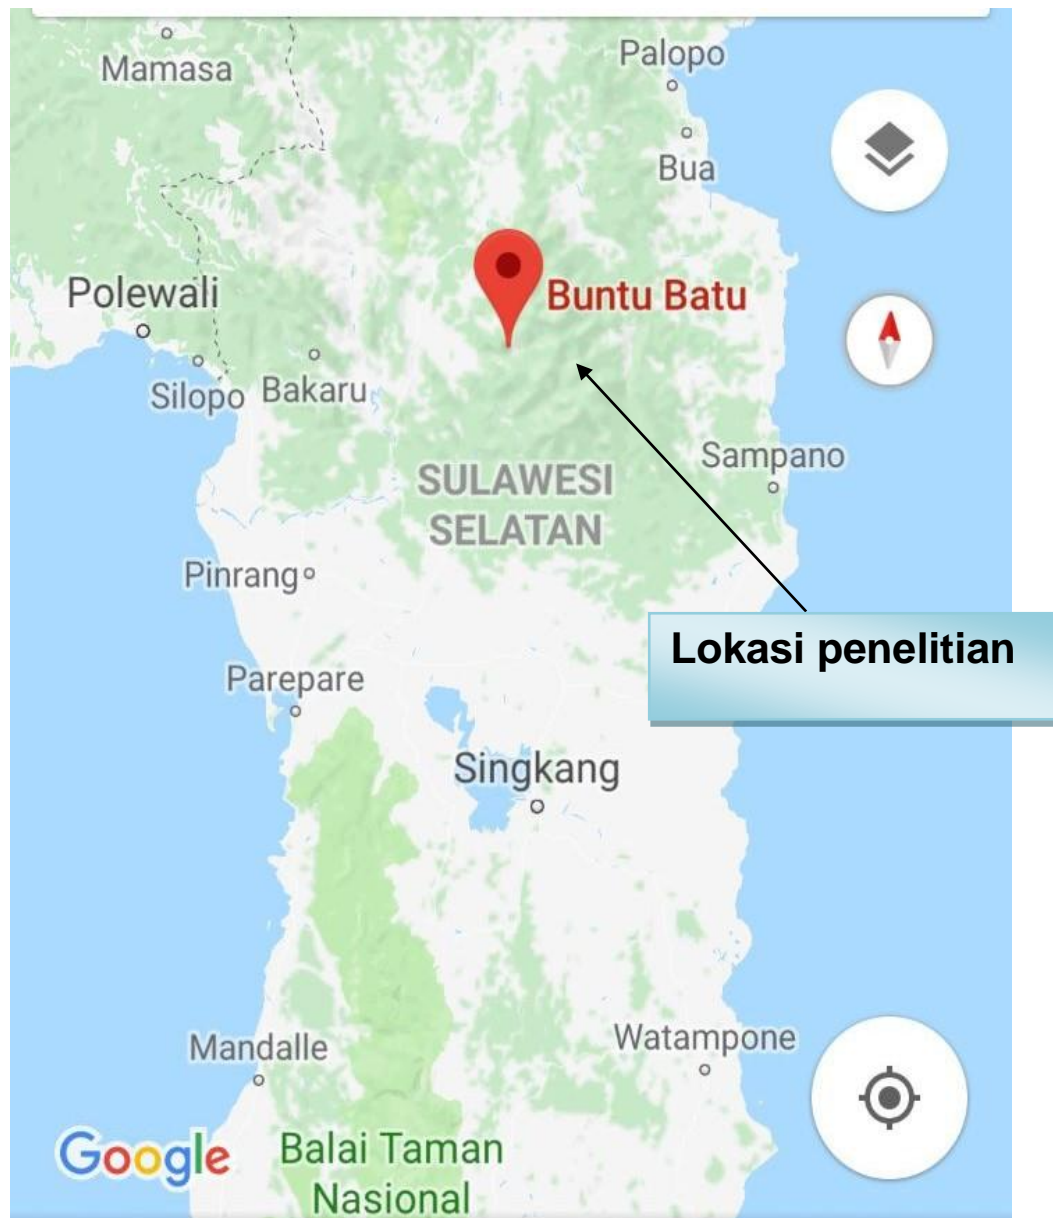 Mamasa
Palopo
Bua
Polewali
Buntu Batu
Silopo
Bakaru
Sampano
SULAWESI
SELATAN
Pinrang
Lokasi penelitian
Parepare
Singkang
Watampone
Mandalle
Google
Balai Taman
Nasional